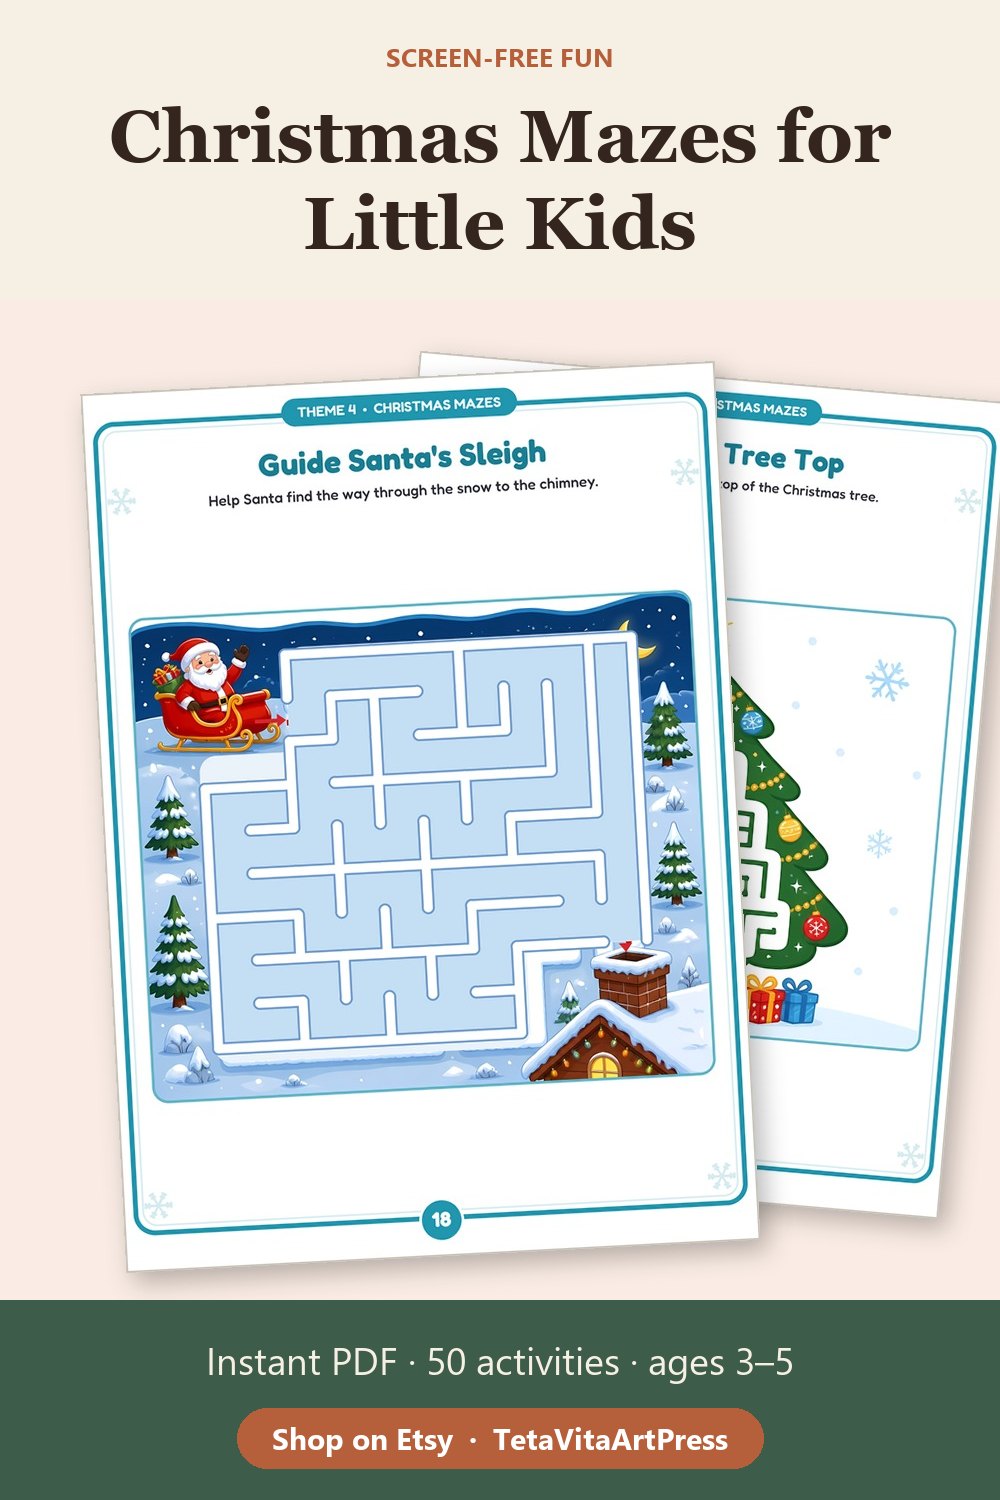 SCREEN-FREE FUN
Christmas Mazes for
Little Kids
THEME 4 • CHRISTMAS MAZES
Guide Santa's Sleigh
Help Santa find the way through the snow to the chimney.
18
MAZES
Tree Top
top of the Christmas tree.
Instant PDF · 50 activities · ages 3–5
Shop on Etsy · TetaVitaArtPress